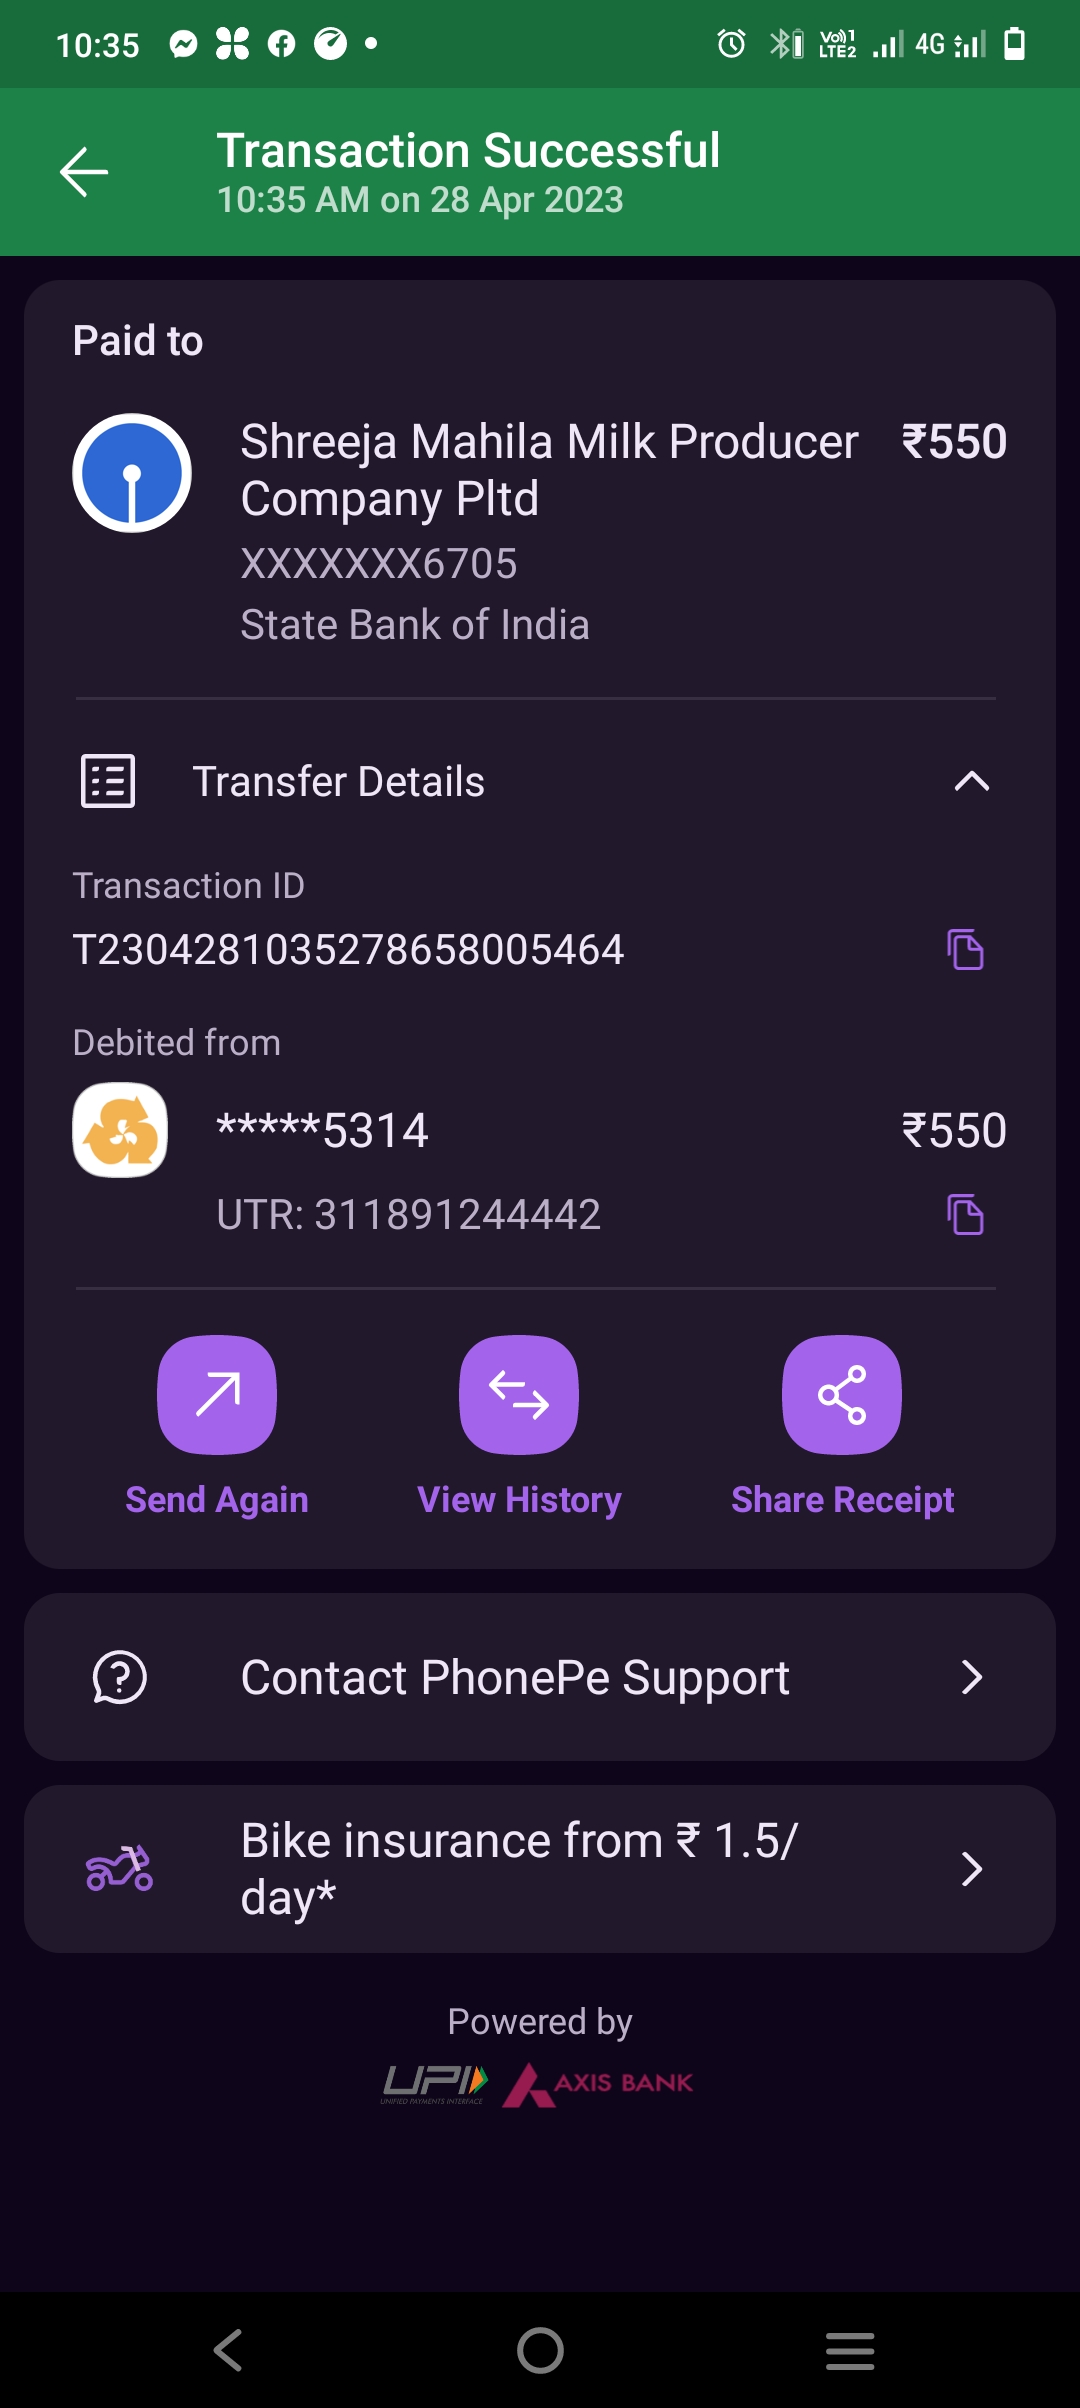 10:35
Vo))1
LTE2
4G
Transaction Successful
10:35 AM on 28 Apr 2023
Paid to
Shreeja Mahila Milk Producer ₹550
Company Pltd
XXXXXXX6705
State Bank of India
Transfer Details
Transaction ID
T2304281035278658005464
Debited from
*****5314 ₹550
UTR: 311891244442
Send Again View History Share Receipt
Contact PhonePe Support
Bike insurance from ₹ 1.5/
day*
Powered by
UPI AXIS BANK
UNIFIED PAYMENTS INTERFACE